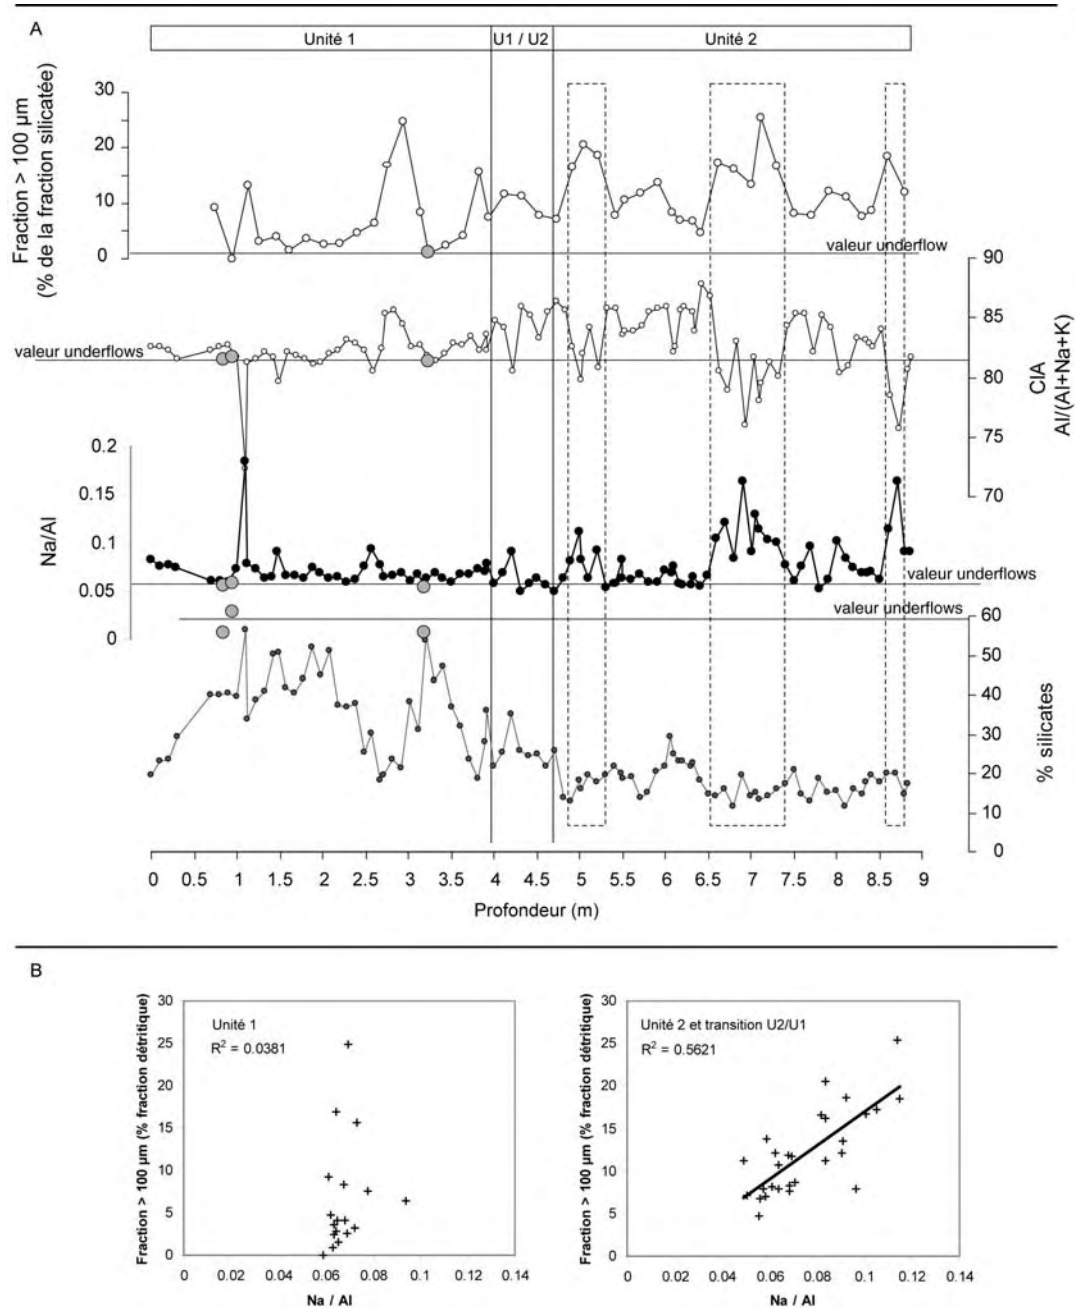 A
Unité 1 U1 / U2 Unité 2
Fraction > 100 µm
(% de la fraction silicatée)
30
20
10
0
valeur underflow
90
85
80
75
70
CIA
Al/(Al+Na+K)
valeur underflows
0.2
0.15
0.1
0.05
0
Na/Al
valeur underflows
valeur underflows
60
50
40
30
20
10
0
% silicates
0 0.5 1 1.5 2 2.5 3 3.5 4 4.5 5 5.5 6 6.5 7 7.5 8 8.5 9
Profondeur (m)
B
Fraction > 100 µm (% fraction détritique)
30
25
20
15
10
5
0
Unité 1
R² = 0.0381
0 0.02 0.04 0.06 0.08 0.1 0.12 0.14
Na / Al
Fraction > 100 µm (% fraction détritique)
30
25
20
15
10
5
0
Unité 2 et transition U2/U1
R² = 0.5621
0 0.02 0.04 0.06 0.08 0.1 0.12 0.14
Na / Al